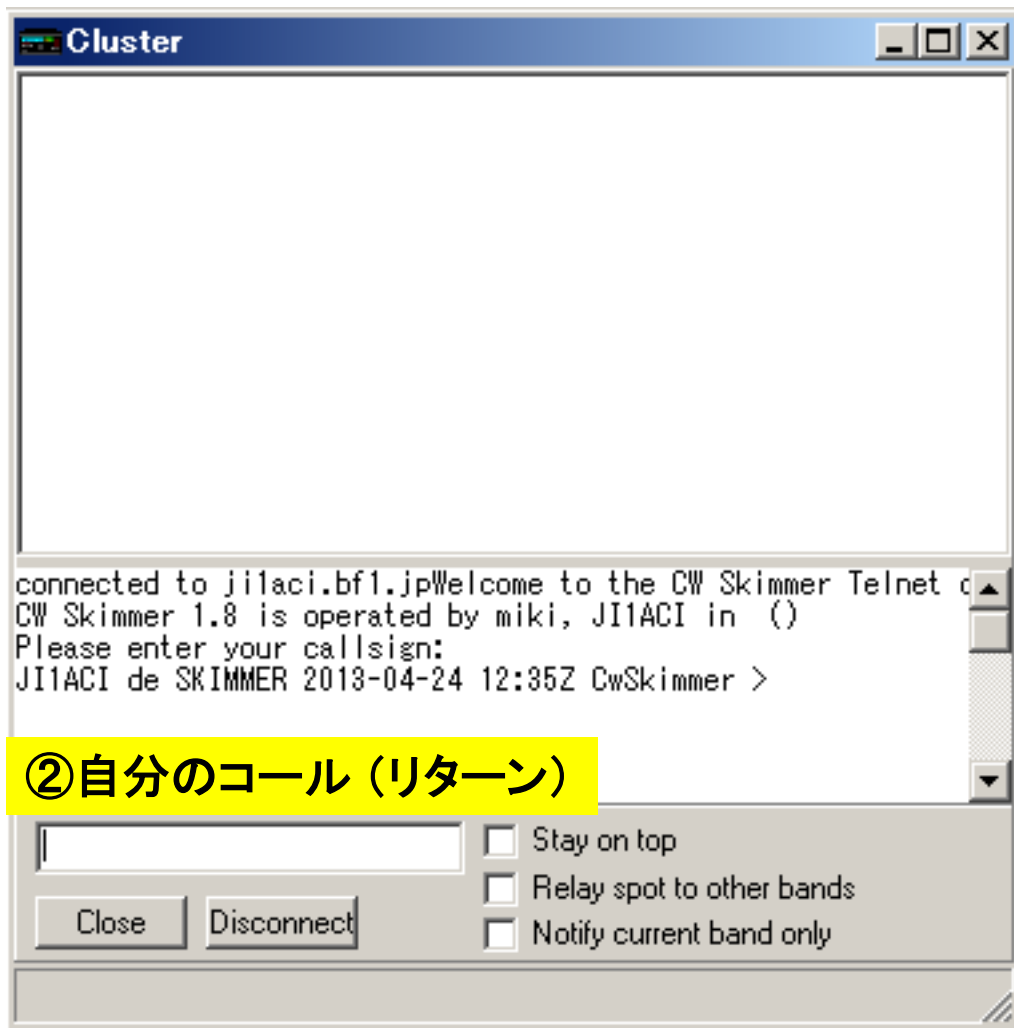 Cluster
connected to ji1aci.bf1.jpWelcome to the CW Skimmer Telnet
CW Skimmer 1.8 is operated by miki, JI1ACI in ()
Please enter your callsign:
JI1ACI de SKIMMER 2013-04-24 12:35Z CwSkimmer >
②自分のコール（リターン）
Stay on top
Relay spot to other bands
Close Disconnect
Notify current band only